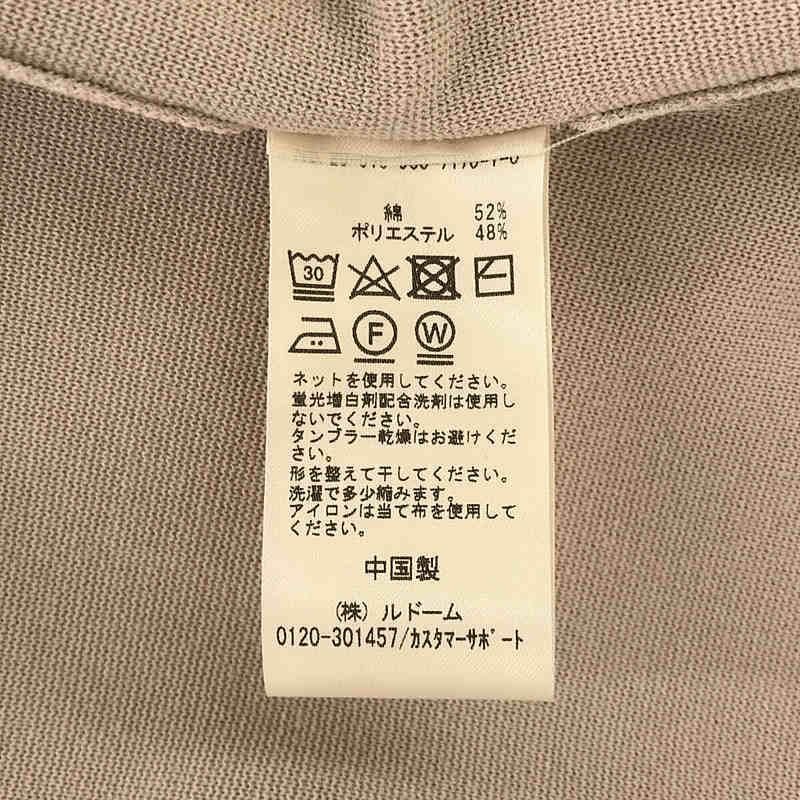 綿 52%
ポリエステル 48%
30
F W
ネットを使用してください。
蛍光増白剤配合洗剤は使用し
ないでください。
タンブラー乾燥はお避けくだ
さい。
形を整えて干してください。
洗濯で多少縮みます。
アイロンは当て布を使用して
ください。
中国製
(株) ルドーム
0120-301457/カスタマーサポート